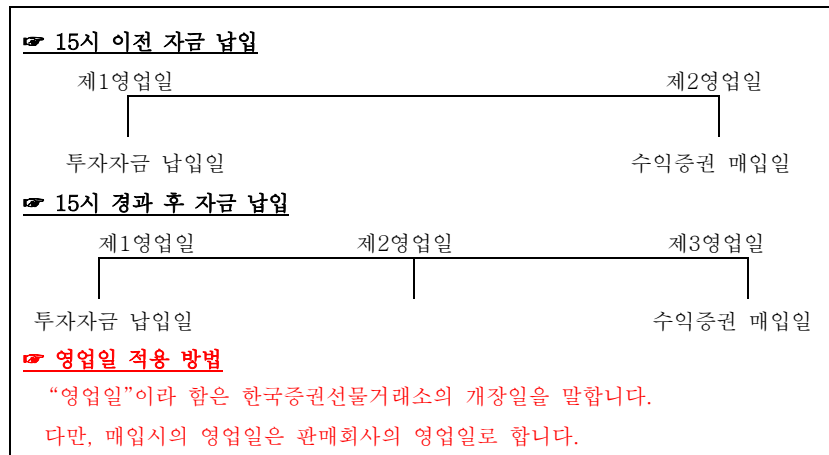 ☞ 15시 이전 자금 납입
제1영업일 제2영업일
투자자금 납입일 수익증권 매입일
☞ 15시 경과 후 자금 납입
제1영업일 제2영업일 제3영업일
투자자금 납입일 수익증권 매입일
☞ 영업일 적용 방법
“영업일”이라 함은 한국증권선물거래소의 개장일을 말합니다.
다만, 매입시의 영업일은 판매회사의 영업일로 합니다.